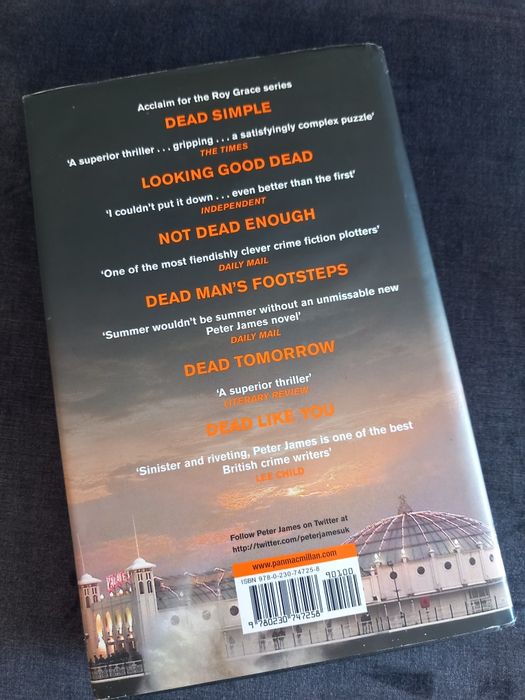 Acclaim for the Roy Grace series
DEAD SIMPLE
'A superior thriller . . . gripping . . . a satisfyingly complex puzzle'
THE TIMES
LOOKING GOOD DEAD
'I couldn't put it down . . . even better than the first'
INDEPENDENT
NOT DEAD ENOUGH
'One of the most fiendishly clever crime fiction plotters'
DAILY MAIL
DEAD MAN'S FOOTSTEPS
'Summer wouldn't be summer without an unmissable new
Peter James novel'
DAILY MAIL
DEAD TOMORROW
'A superior thriller'
LITERARY REVIEW
DEAD LIKE YOU
'Sinister and riveting, Peter James is one of the best
British crime writers'
LEE CHILD
Follow Peter James on Twitter at
http://twitter.com/peterjamesuk
www.panmacmillan.com
ISBN 978-0-230-74725-8
90100
9 780230 747258